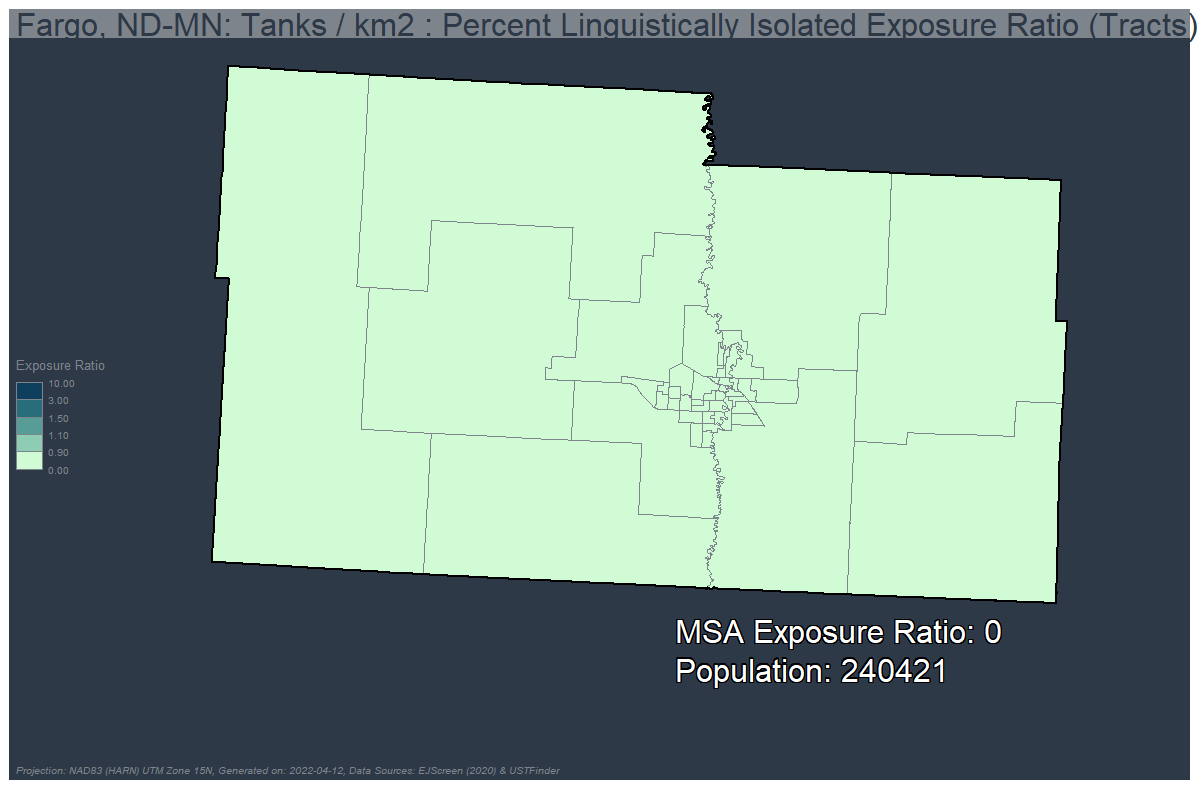 Fargo, ND-MN: Tanks / km2 : Percent Linguistically Isolated Exposure Ratio (Tracts)
Exposure Ratio
10.00
3.00
1.50
1.10
0.90
0.00
MSA Exposure Ratio: 0
Population: 240421
Projection: NAD83 (HARN) UTM Zone 15N, Generated on: 2022-04-12, Data Sources: EJScreen (2020) & USTFinder